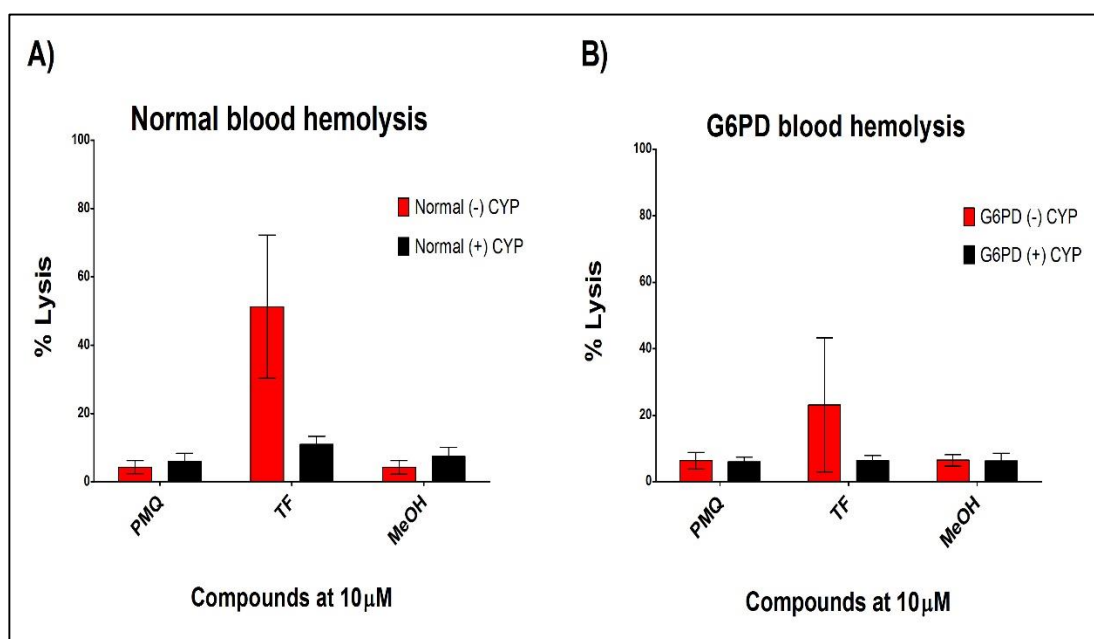 A)
Normal blood hemolysis
100
80
60
40
20
0
% Lysis
Normal (-) CYP
Normal (+) CYP
PMQ
TF
MeOH
Compounds at 10μM
B)
G6PD blood hemolysis
100
80
60
40
20
0
% Lysis
G6PD (-) CYP
G6PD (+) CYP
PMQ
TF
MeOH
Compounds at 10μM